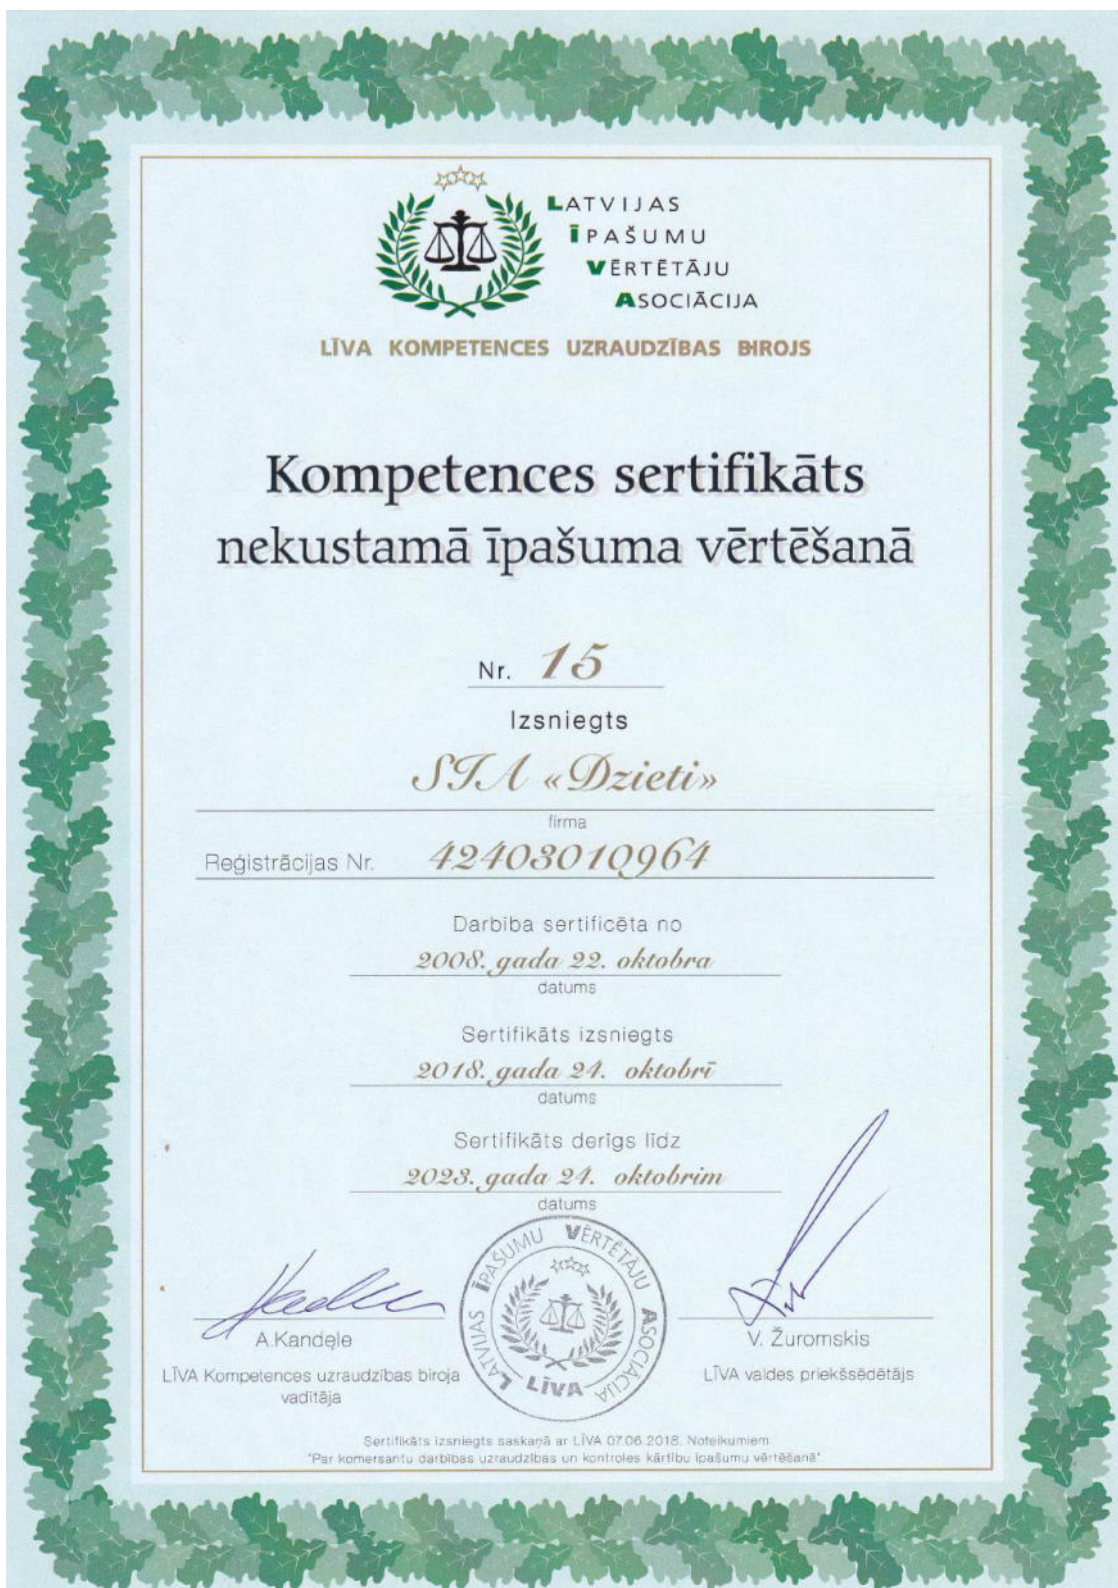 LATVIJAS
ĪPAŠUMU
VĒRTĒTĀJU
ASOCIĀCIJA
LĪVA KOMPETENCES UZRAUDZĪBAS BIROJS
Kompetences sertifikāts
nekustamā īpašuma vērtēšanā
Nr. 15
Izsniegts
SIA «Dzieti»
firma
Reģistrācijas Nr. 42403010964
Darbība sertificēta no
2008. gada 22. oktobra
datums
Sertifikāts izsniegts
2018. gada 24. oktobrī
datums
Sertifikāts derīgs līdz
2023. gada 24. oktobrim
datums
LATVIJAS ĪPAŠUMU VĒRTĒTĀJU ASOCIĀCIJA
LĪVA
A.Kandeļe
V. Žuromskis
LĪVA Kompetences uzraudzības biroja
vadītāja
LĪVA valdes priekšsēdētājs
Sertifikāts izsniegts saskaņā ar LĪVA 07.06.2018. Noteikumiem
"Par komersantu darbības uzraudzības un kontroles kārtību īpašumu vērtēšanā"